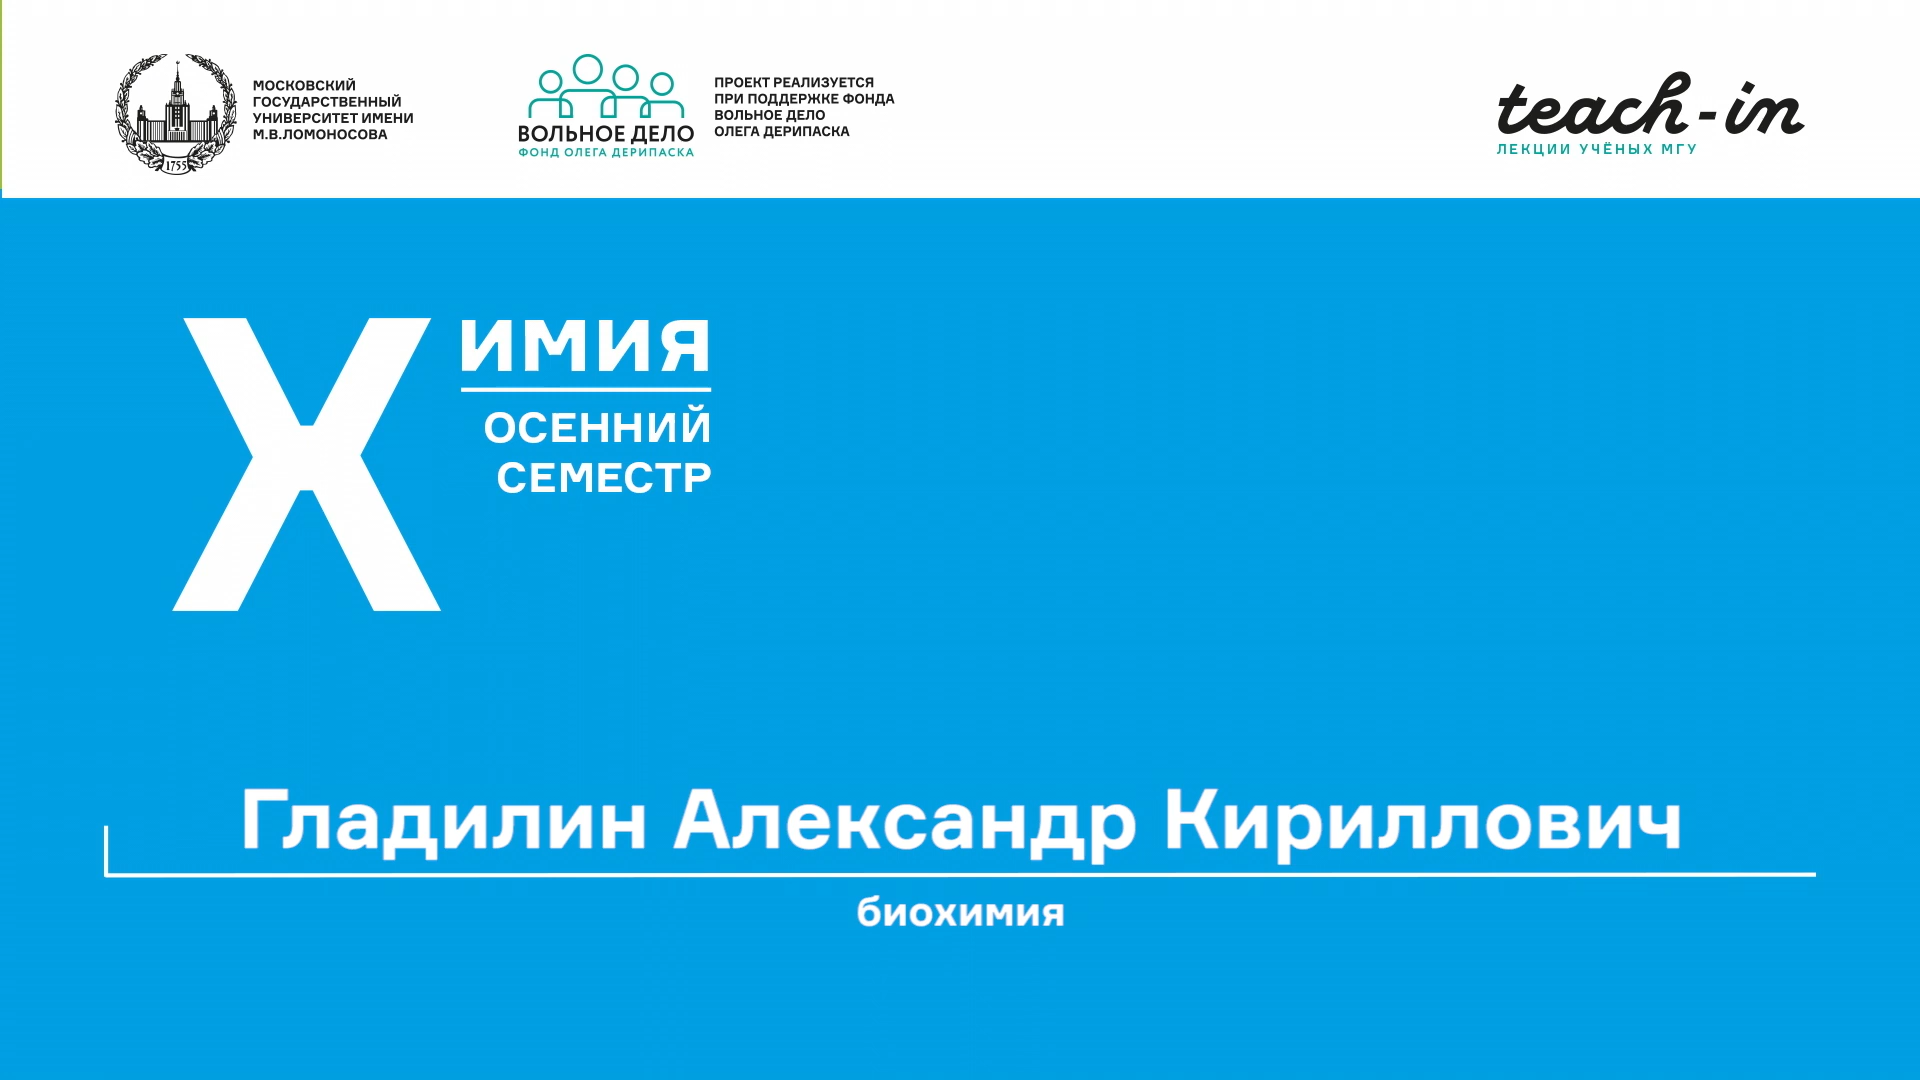 МОСКОВСКИЙ
ГОСУДАРСТВЕННЫЙ
УНИВЕРСИТЕТ ИМЕНИ
М.В.ЛОМОНОСОВА
1755
ВОЛЬНОЕ ДЕЛО
ФОНД ОЛЕГА ДЕРИПАСКА
ПРОЕКТ РЕАЛИЗУЕТСЯ
ПРИ ПОДДЕРЖКЕ ФОНДА
ВОЛЬНОЕ ДЕЛО
ОЛЕГА ДЕРИПАСКА
teach-in
ЛЕКЦИИ УЧЁНЫХ МГУ
ХИМИЯ
ОСЕННИЙ
СЕМЕСТР
Гладилин Александр Кириллович
биохимия